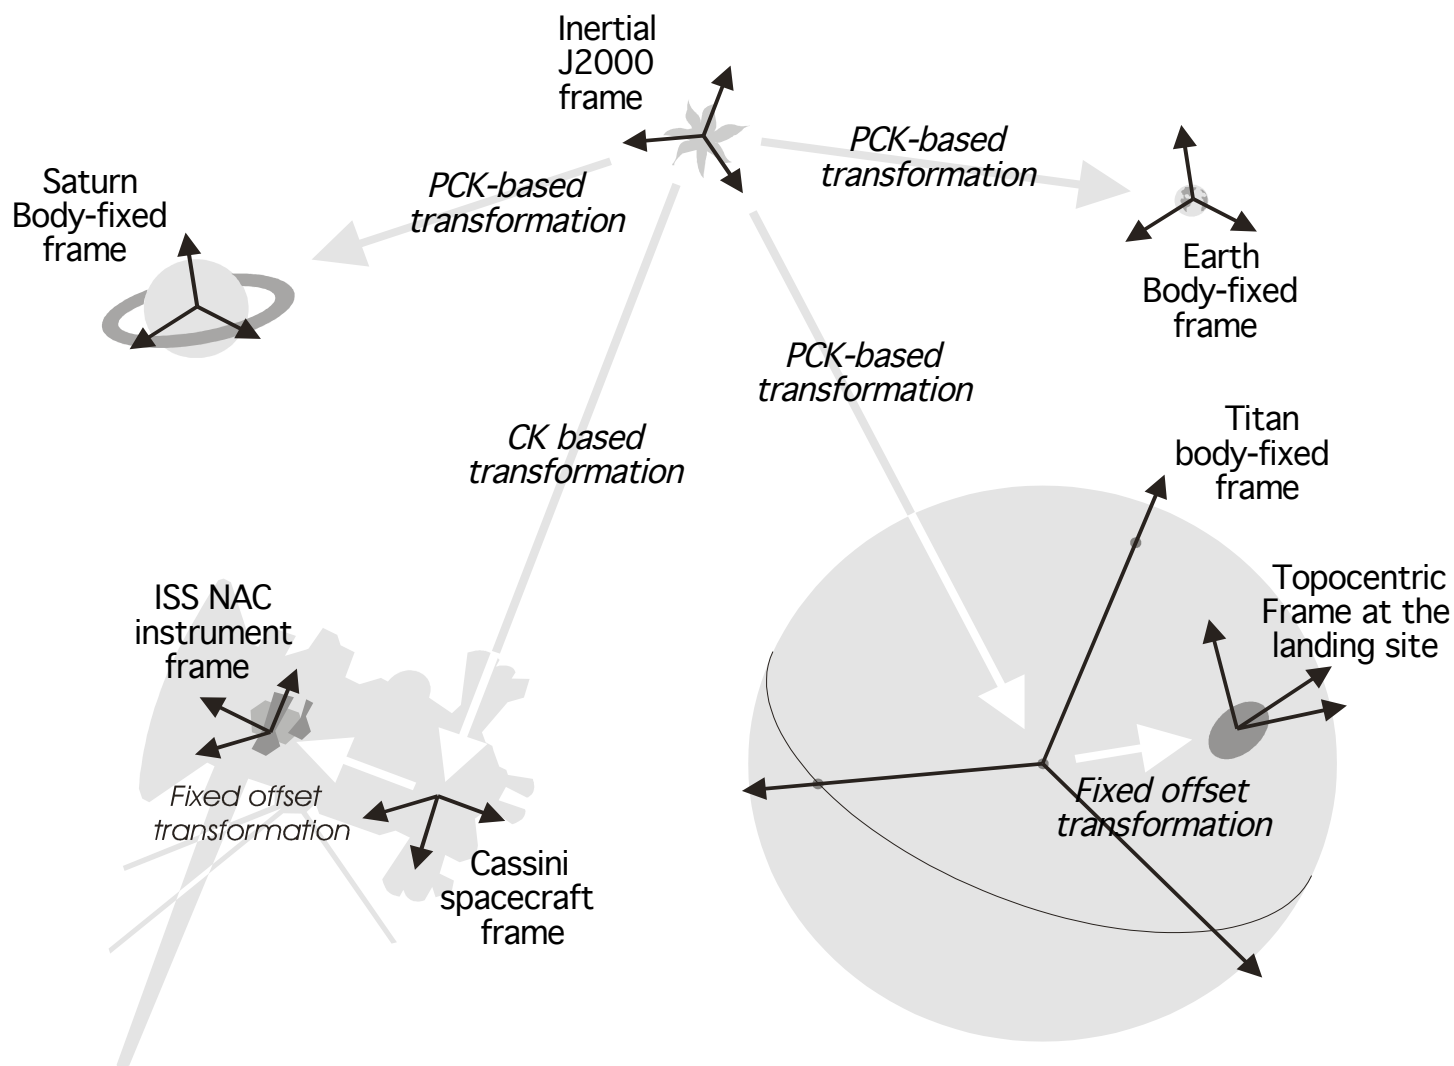 Inertial
J2000
frame
PCK-based
transformation
PCK-based
transformation
Saturn
Body-fixed
frame
Earth
Body-fixed
frame
PCK-based
transformation
CK based
transformation
Titan
body-fixed
frame
ISS NAC
instrument
frame
Topocentric
Frame at the
landing site
Fixed offset
transformation
Fixed offset
transformation
Cassini
spacecraft
frame